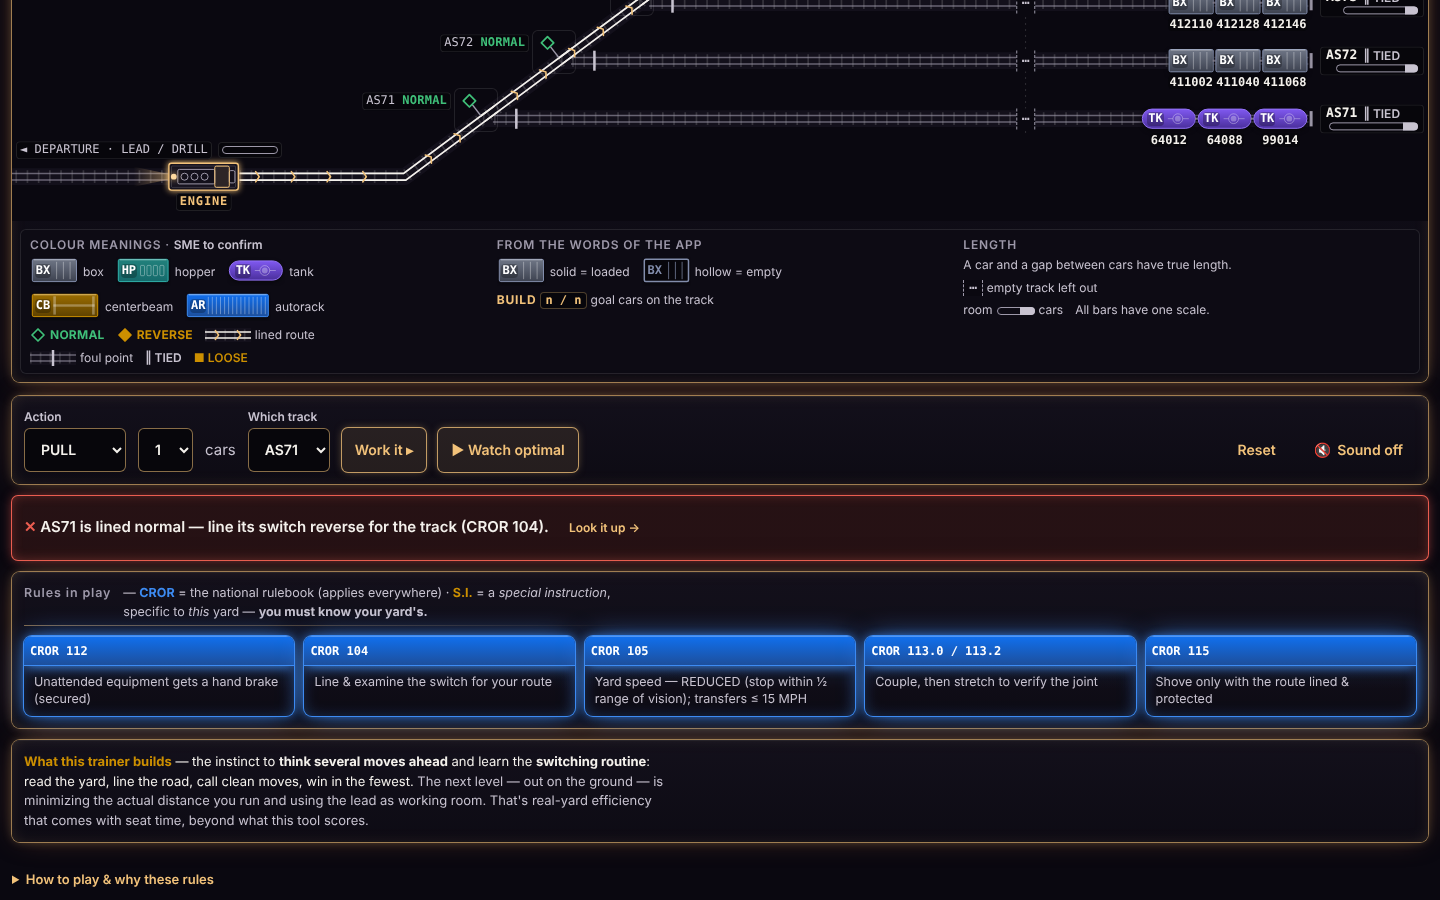 BX BX BX
412110 412128 412146
AS72 NORMAL
BX BX BX
AS72 ‖ TIED
411002 411040 411068
AS71 NORMAL
TK TK TK
AS71 ‖ TIED
64012 64088 99014
◄ DEPARTURE · LEAD / DRILL
ENGINE
COLOUR MEANINGS · SME to confirm
BX box HP hopper TK tank
CB centerbeam AR autorack
NORMAL REVERSE lined route
foul point ‖ TIED LOOSE
FROM THE WORDS OF THE APP
BX solid = loaded BX hollow = empty
BUILD n / n goal cars on the track
LENGTH
A car and a gap between cars have true length.
empty track left out
room cars All bars have one scale.
Action Which track
PULL 1 cars AS71 Work it ▸ ▶ Watch optimal Reset 🔇 Sound off
✕ AS71 is lined normal — line its switch reverse for the track (CROR 104). Look it up →
Rules in play — CROR = the national rulebook (applies everywhere) · S.I. = a special instruction,
specific to this yard — you must know your yard's.
CROR 112
Unattended equipment gets a hand brake
(secured)
CROR 104
Line & examine the switch for your route
CROR 105
Yard speed — REDUCED (stop within ½
range of vision); transfers ≤ 15 MPH
CROR 113.0 / 113.2
Couple, then stretch to verify the joint
CROR 115
Shove only with the route lined &
protected
What this trainer builds — the instinct to think several moves ahead and learn the switching routine:
read the yard, line the road, call clean moves, win in the fewest. The next level — out on the ground — is
minimizing the actual distance you run and using the lead as working room. That's real-yard efficiency
that comes with seat time, beyond what this tool scores.
▶ How to play & why these rules